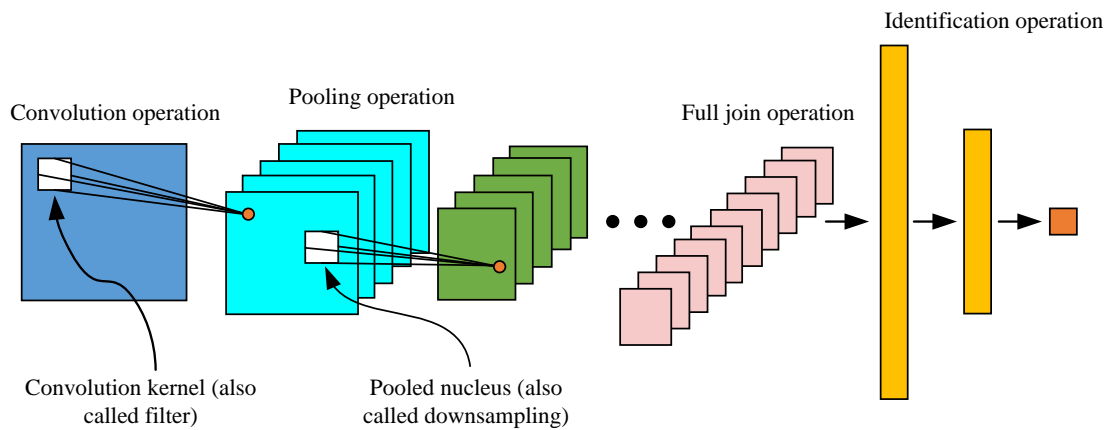 Identification operation
Pooling operation
Convolution operation
Full join operation
Convolution kernel (also
called filter)
Pooled nucleus (also
called downsampling)